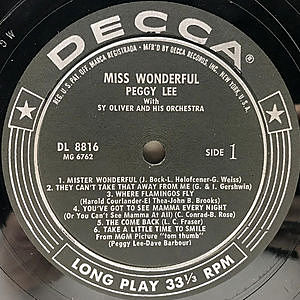 DECCA®
REG. U.S. PAT. OFF. MARCA REGISTRADA • MF'D BY DECCA RECORDS INC., NEW YORK, U.S.A.
MISS WONDERFUL
PEGGY LEE
With
SY OLIVER AND HIS ORCHESTRA
DL 8816
MG 6762
SIDE 1
1. MISTER WONDERFUL (J. Bock-L. Holofcener-G. Weiss)
2. THEY CAN'T TAKE THAT AWAY FROM ME (G. & I. Gershwin)
3. WHERE FLAMINGOS FLY
(Harold Courlander-El Thea-John B. Brooks)
4. YOU'VE GOT TO SEE MAMMA EVERY NIGHT
(Or You Can't See Mamma At All) (C. Conrad-B. Rose)
5. THE COME BACK (L. C. Fraser)
6. TAKE A LITTLE TIME TO SMILE
From MGM Picture "tom thumb"
(Peggy Lee-Dave Barbour)
LONG PLAY 33⅓ RPM